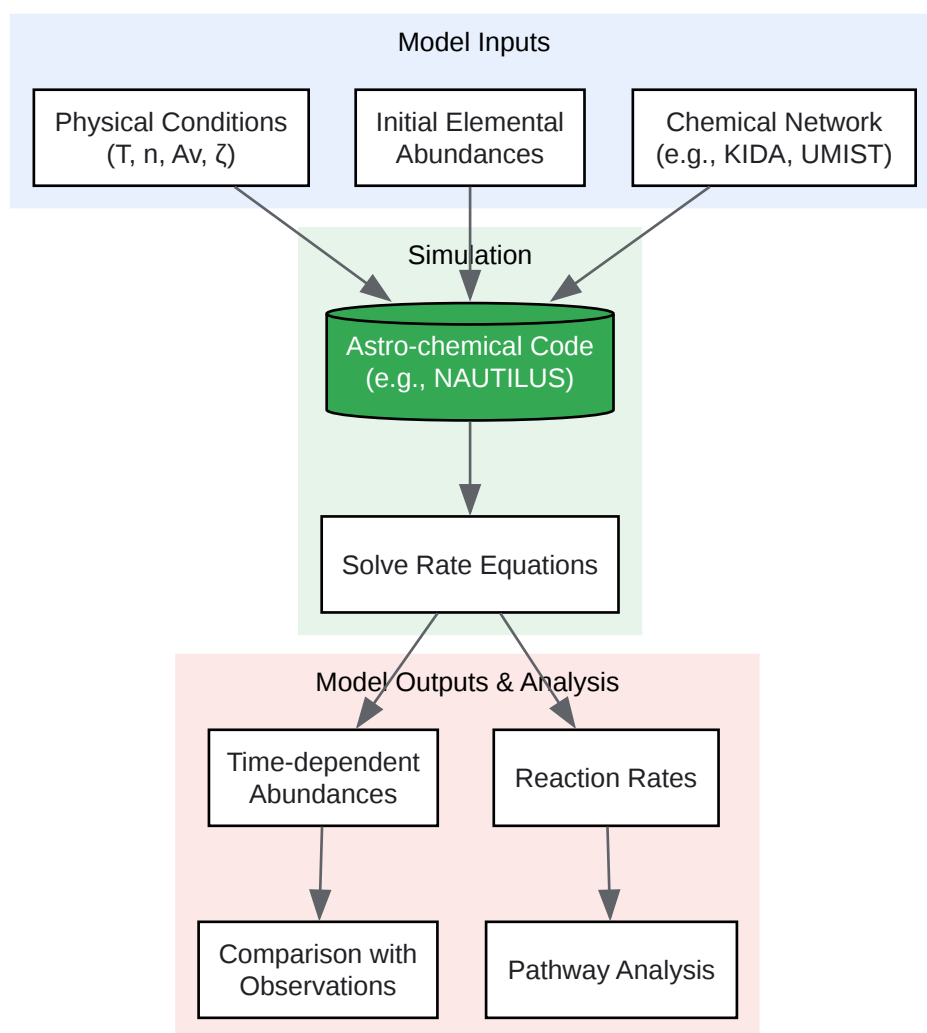 Model Inputs
Physical Conditions
(T, n, Av, ζ)
Initial Elemental
Abundances
Chemical Network
(e.g., KIDA, UMIST)
Simulation
Astro-chemical Code
(e.g., NAUTILUS)
Solve Rate Equations
Model Outputs & Analysis
Time-dependent
Abundances
Reaction Rates
Comparison with
Observations
Pathway Analysis